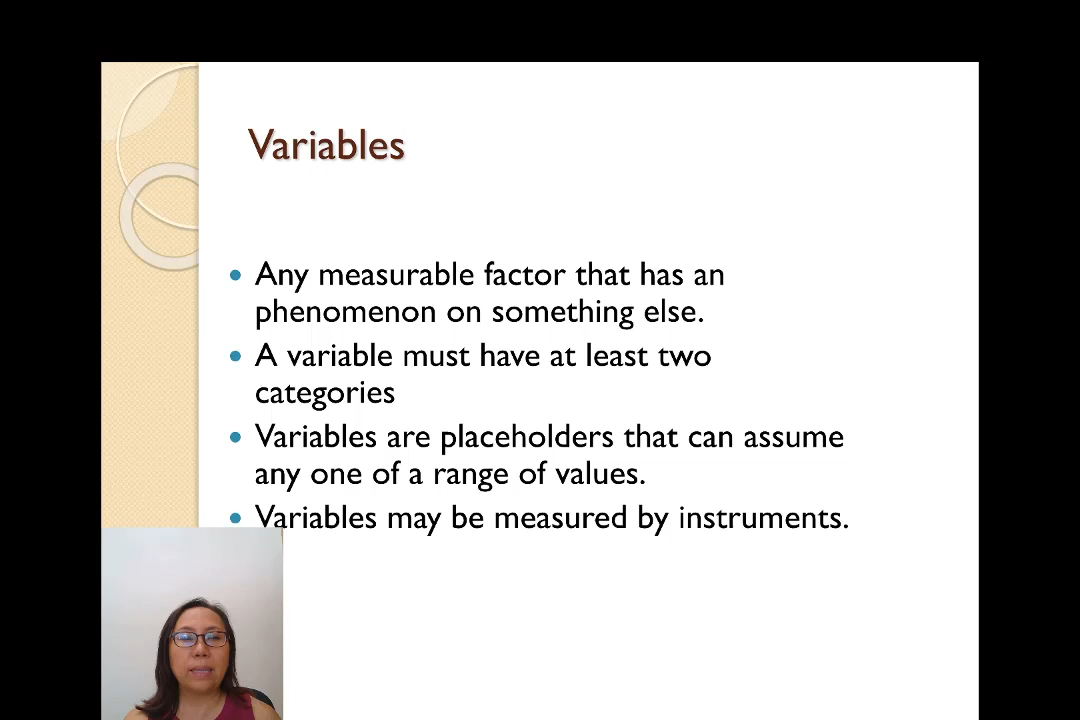 Variables
Any measurable factor that has an
phenomenon on something else.
A variable must have at least two
categories
Variables are placeholders that can assume
any one of a range of values.
Variables may be measured by instruments.